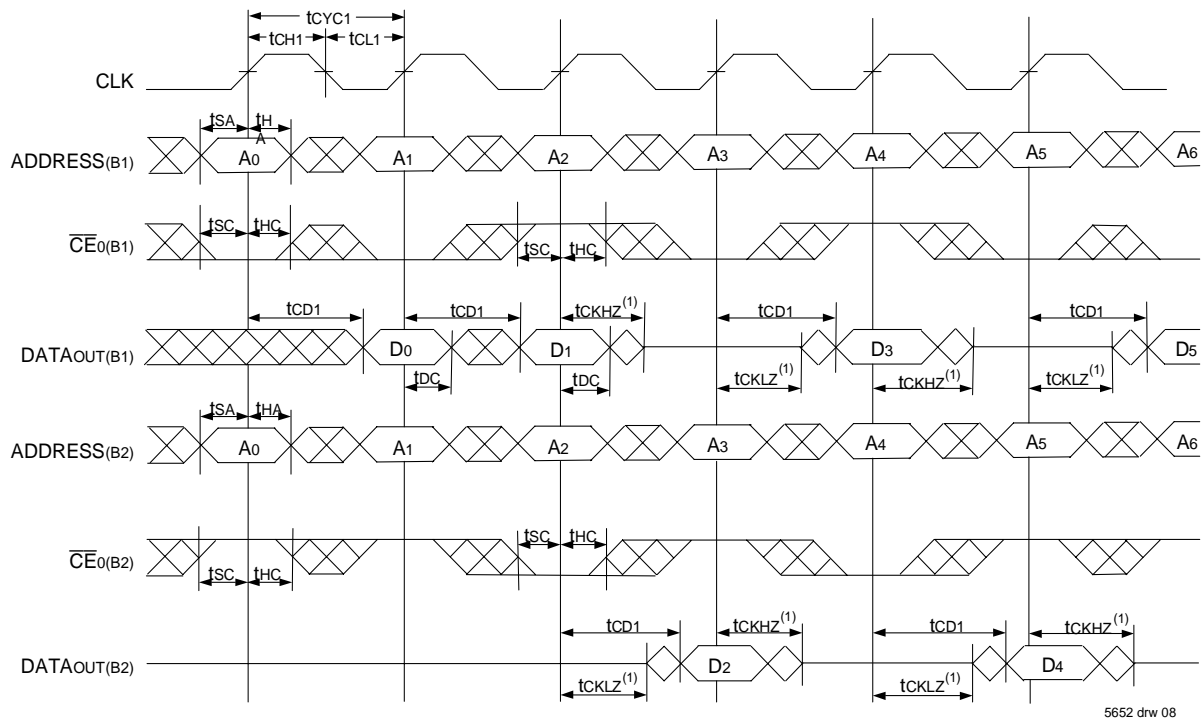 tCYC1
tCH1 tCL1
CLK
tSA tH
A
ADDRESS(B1) A0 A1 A2 A3 A4 A5 A6
tSC tHC
CE0(B1) tSC tHC
tCD1 tCD1 tCKHZ(1) tCD1 tCD1
DATAOUT(B1) D0 D1 D3 D5
tDC tDC tCKLZ(1) tCKHZ(1) tCKLZ(1)
tSA tHA
ADDRESS(B2) A0 A1 A2 A3 A4 A5 A6
tSC tHC
CE0(B2)
tSC tHC
tCD1 tCKHZ(1) tCD1 tCKHZ(1)
DATAOUT(B2) D2 D4
tCKLZ(1) tCKLZ(1)
5652 drw 08